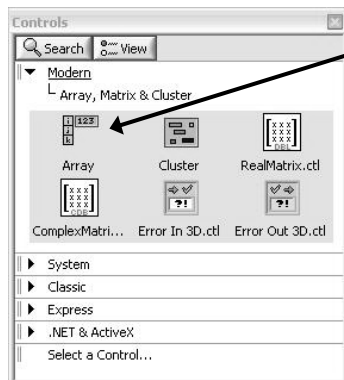 Controls
Search View
Modern
Array, Matrix & Cluster
Array Cluster RealMatrix.ctl
ComplexMatri... Error In 3D.ctl Error Out 3D.ctl
System
Classic
Express
.NET & ActiveX
Select a Control...